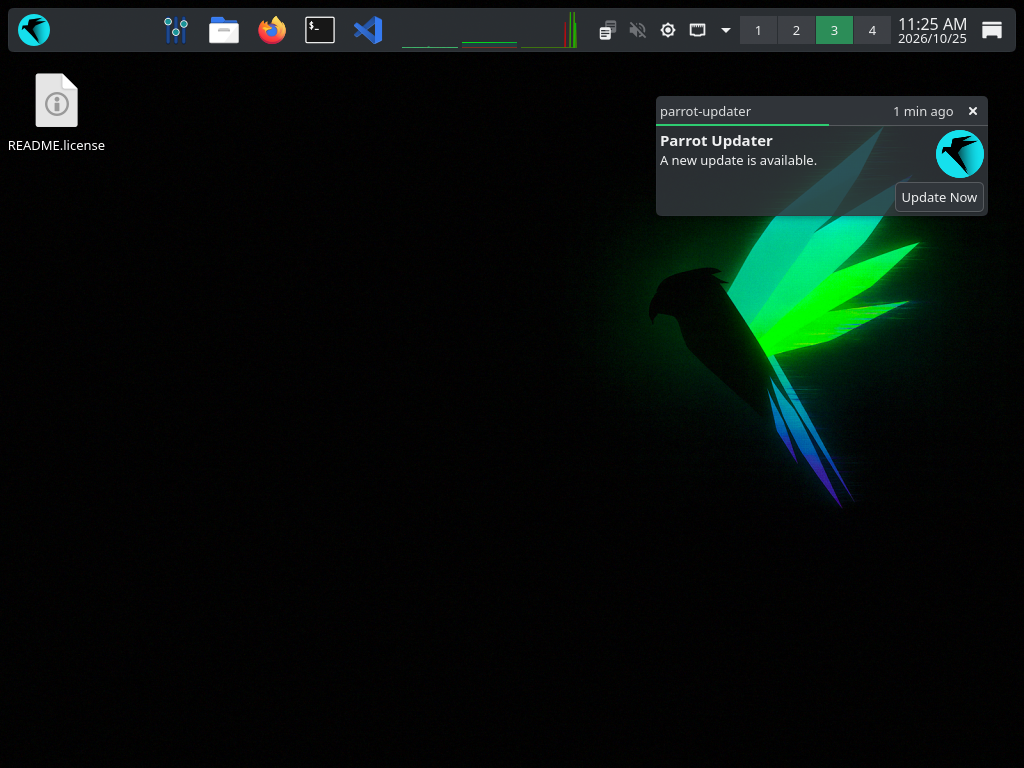 $-
1
2
3
4
11:25 AM
2026/10/25
README.license
parrot-updater
1 min ago
Parrot Updater
A new update is available.
Update Now